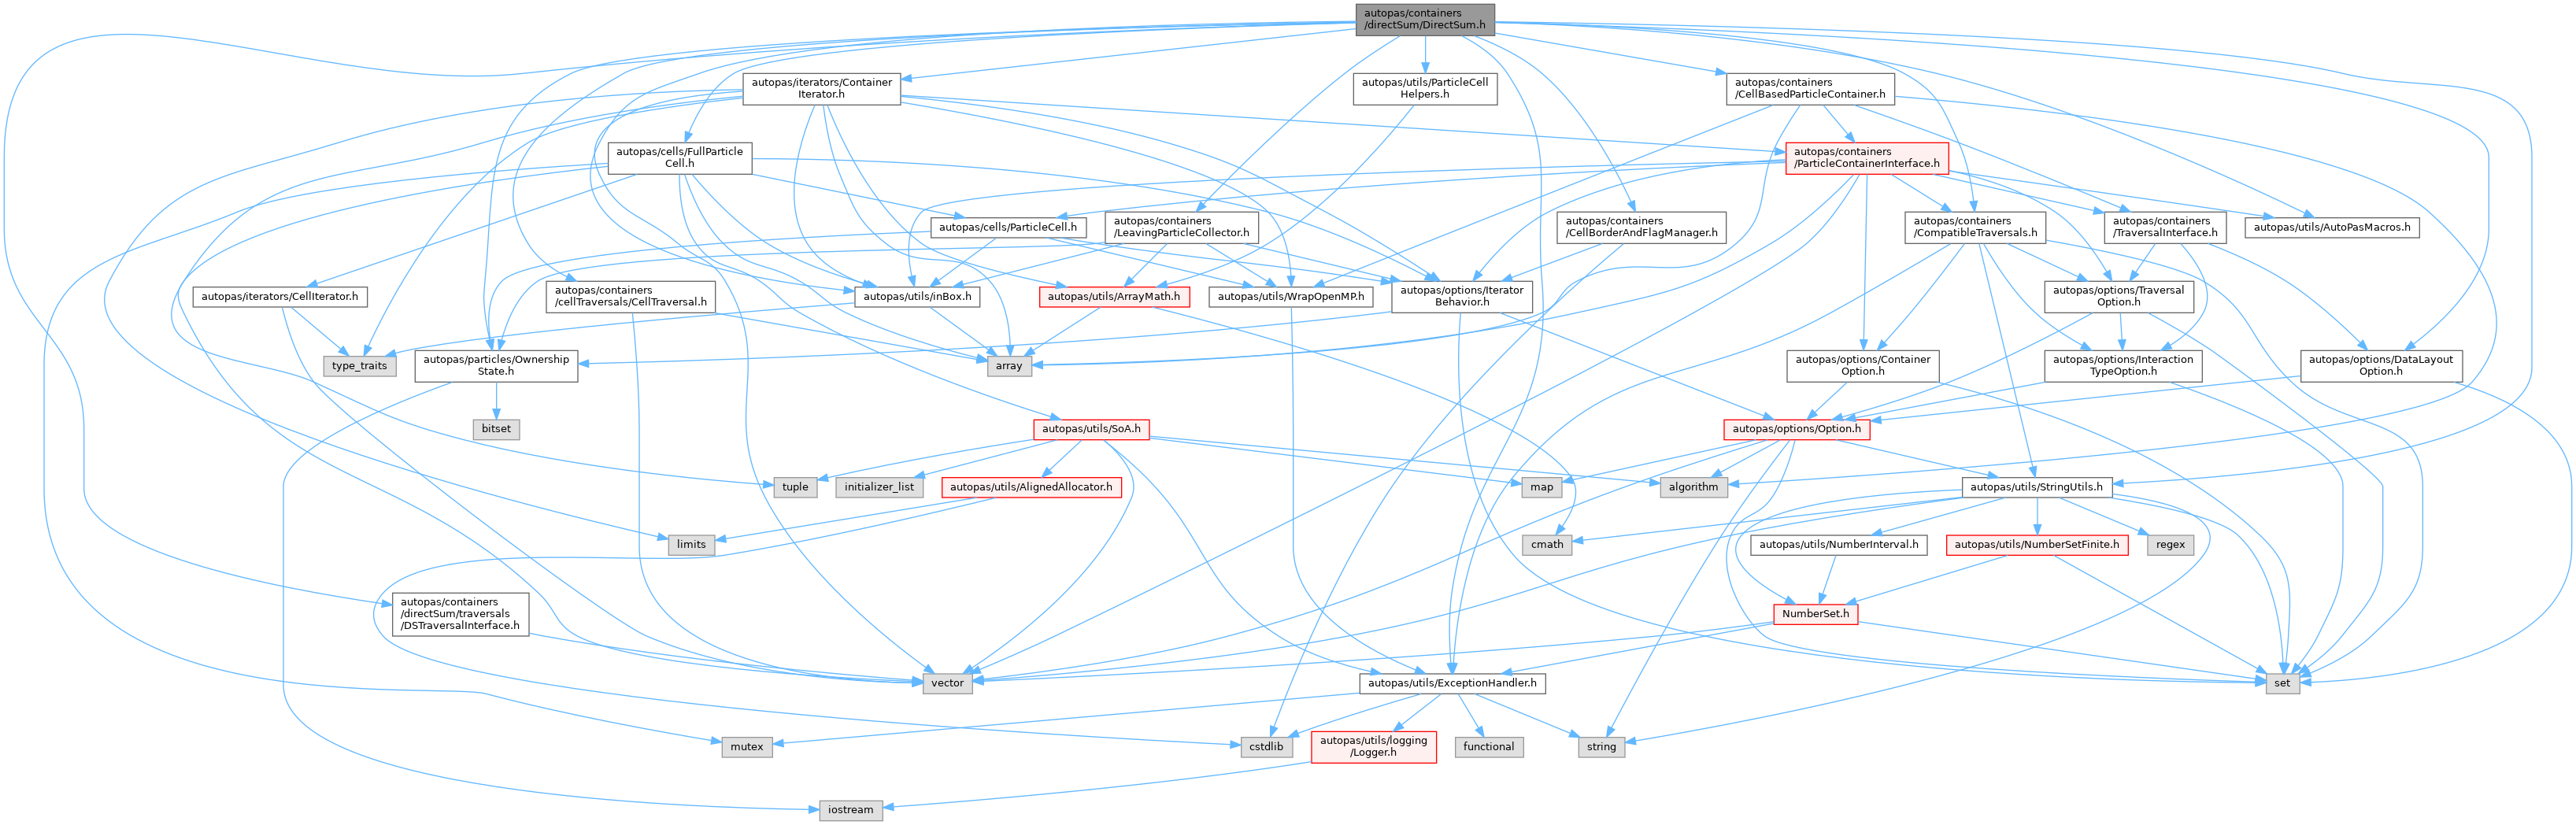 autopas/containers
/directSum/DirectSum.h
autopas/iterators/Container
Iterator.h
autopas/utils/ParticleCell
Helpers.h
autopas/containers
/CellBasedParticleContainer.h
autopas/cells/FullParticle
Cell.h
autopas/containers
/ParticleContainerInterface.h
autopas/cells/ParticleCell.h
autopas/containers
/LeavingParticleCollector.h
autopas/containers
/CellBorderAndFlagManager.h
autopas/containers
/CompatibleTraversals.h
autopas/containers
/TraversalInterface.h
autopas/utils/AutoPasMacros.h
autopas/iterators/CellIterator.h
autopas/containers
/cellTraversals/CellTraversal.h
autopas/utils/inBox.h
autopas/utils/ArrayMath.h
autopas/utils/WrapOpenMP.h
autopas/options/Iterator
Behavior.h
autopas/options/Traversal
Option.h
type_traits
autopas/particles/Ownership
State.h
array
autopas/options/Container
Option.h
autopas/options/Interaction
TypeOption.h
autopas/options/DataLayout
Option.h
bitset
autopas/utils/SoA.h
autopas/options/Option.h
tuple
initializer_list
autopas/utils/AlignedAllocator.h
map
algorithm
autopas/utils/StringUtils.h
limits
cmath
autopas/utils/NumberInterval.h
autopas/utils/NumberSetFinite.h
regex
autopas/containers
/directSum/traversals
/DSTraversalInterface.h
NumberSet.h
vector
autopas/utils/ExceptionHandler.h
set
mutex
cstdlib
autopas/utils/logging
/Logger.h
functional
string
iostream